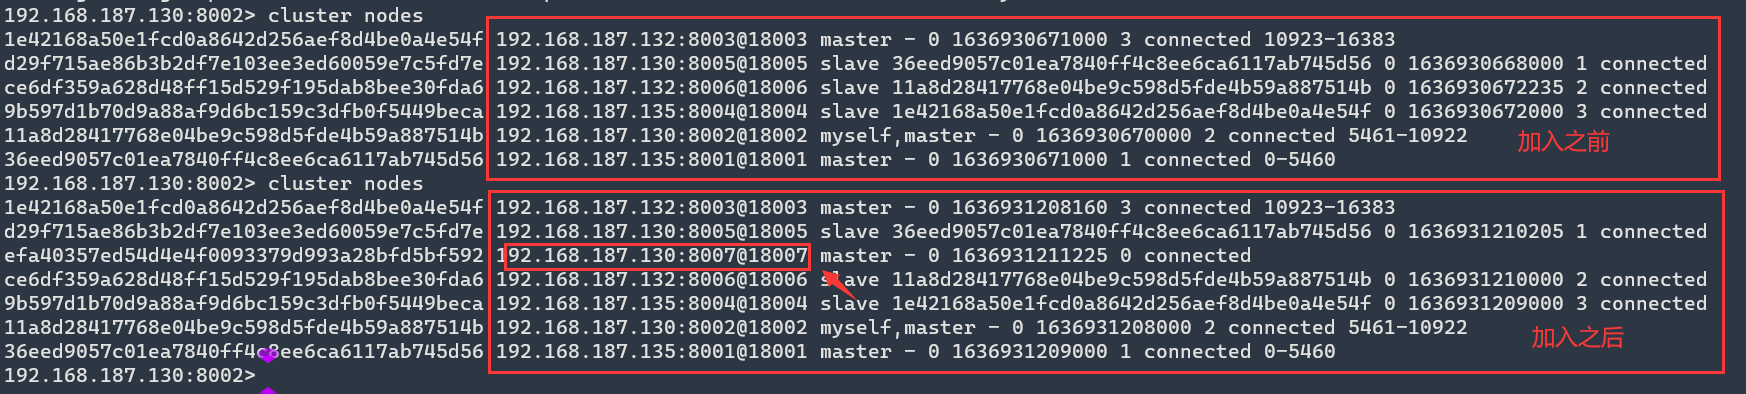 192.168.187.130:8002> cluster nodes
1e42168a50e1fcd0a8642d256aef8d4be0a4e54f 192.168.187.132:8003@18003 master - 0 1636930671000 3 connected 10923-16383
d29f715ae86b3b2df7e103ee3ed60059e7c5fd7e 192.168.187.130:8005@18005 slave 36eed9057c01ea7840ff4c8ee6ca6117ab745d56 0 1636930668000 1 connected
ce6df359a628d48ff15d529f195dab8bee30fda6 192.168.187.132:8006@18006 slave 11a8d28417768e04be9c598d5fde4b59a887514b 0 1636930672235 2 connected
9b597d1b70d9a88af9d6bc159c3dfb0f5449beca 192.168.187.135:8004@18004 slave 1e42168a50e1fcd0a8642d256aef8d4be0a4e54f 0 1636930672000 3 connected
11a8d28417768e04be9c598d5fde4b59a887514b 192.168.187.130:8002@18002 myself,master - 0 1636930670000 2 connected 5461-10922
加入之前
36eed9057c01ea7840ff4c8ee6ca6117ab745d56 192.168.187.135:8001@18001 master - 0 1636930671000 1 connected 0-5460
192.168.187.130:8002> cluster nodes
1e42168a50e1fcd0a8642d256aef8d4be0a4e54f 192.168.187.132:8003@18003 master - 0 1636931208160 3 connected 10923-16383
d29f715ae86b3b2df7e103ee3ed60059e7c5fd7e 192.168.187.130:8005@18005 slave 36eed9057c01ea7840ff4c8ee6ca6117ab745d56 0 1636931210205 1 connected
efa40357ed54d4e4f0093379d993a28bfd5bf592 192.168.187.130:8007@18007 master - 0 1636931211225 0 connected
ce6df359a628d48ff15d529f195dab8bee30fda6 192.168.187.132:8006@18006 slave 11a8d28417768e04be9c598d5fde4b59a887514b 0 1636931210000 2 connected
9b597d1b70d9a88af9d6bc159c3dfb0f5449beca 192.168.187.135:8004@18004 slave 1e42168a50e1fcd0a8642d256aef8d4be0a4e54f 0 1636931209000 3 connected
11a8d28417768e04be9c598d5fde4b59a887514b 192.168.187.130:8002@18002 myself,master - 0 1636931208000 2 connected 5461-10922
加入之后
36eed9057c01ea7840ff4c8ee6ca6117ab745d56 192.168.187.135:8001@18001 master - 0 1636931209000 1 connected 0-5460
192.168.187.130:8002>